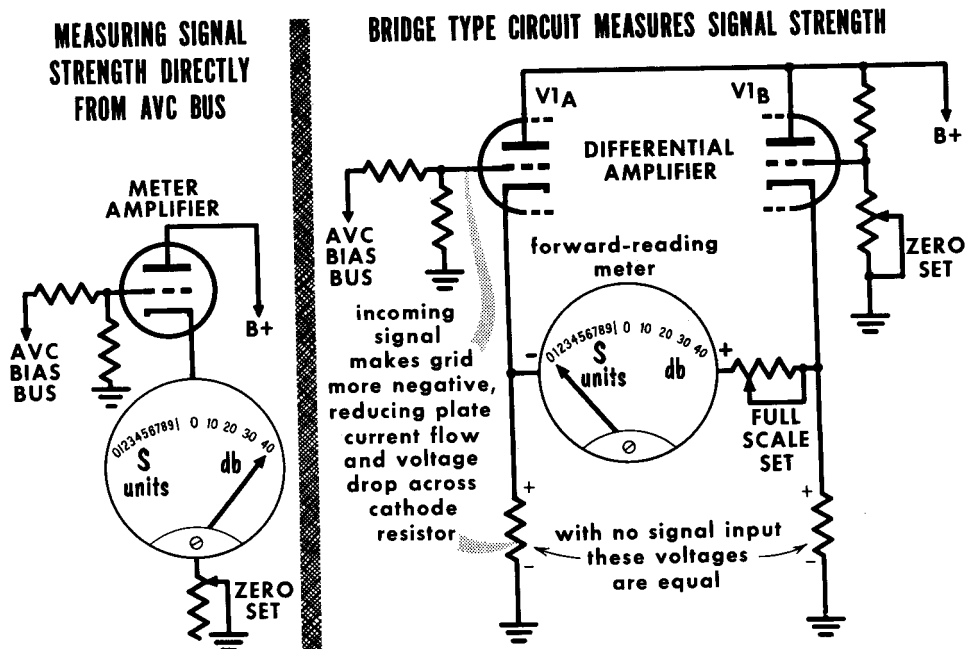 MEASURING SIGNAL
STRENGTH DIRECTLY
FROM AVC BUS
METER
AMPLIFIER
AVC
BIAS
BUS
B+
0123456789| 0 10 20 30 40
S
units
db
ZERO
SET
BRIDGE TYPE CIRCUIT MEASURES SIGNAL STRENGTH
V1A
V1B
B+
DIFFERENTIAL
AMPLIFIER
AVC
BIAS
BUS
ZERO
SET
forward-reading
meter
incoming
signal
makes grid
more negative,
reducing plate
current flow
and voltage
drop across
cathode
resistor
-
0123456789| 0 10 20 30 40
S
units
db
+
FULL
SCALE
SET
+
-
with no signal input
these voltages
are equal
+
-